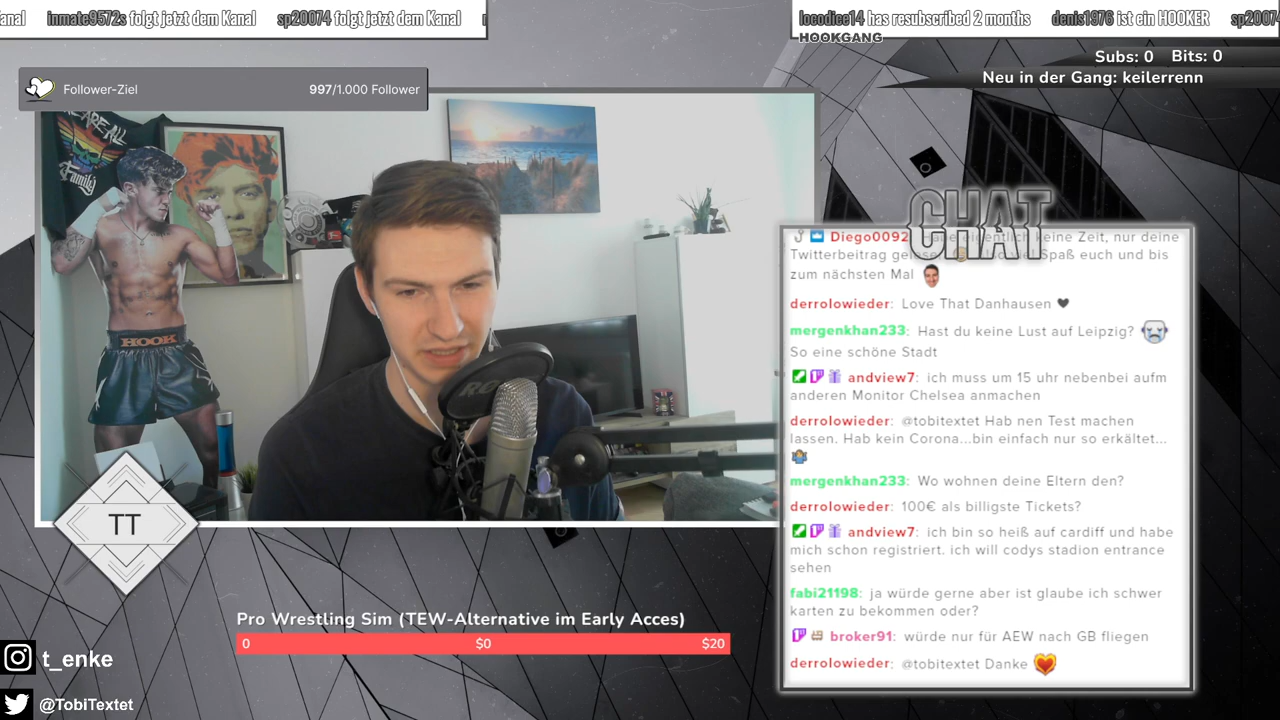 anal inmate9572s folgt jetzt dem Kanal sp20074 folgt jetzt dem Kanal
locodice14 has resubscribed 2 months denis1976 ist ein HOOKER sp2007
HOOKGANG
Subs: 0 Bits: 0
Neu in der Gang: keilerrenn
Follower-Ziel 997/1.000 Follower
ARE ALL
Family
HOOK
TT
CHAT
Diego0092 keine Zeit, nur deine
Twitterbeitrag Spaß euch und bis
zum nächsten Mal
derrolowieder: Love That Danhausen
mergenkhan233: Hast du keine Lust auf Leipzig?
So eine schöne Stadt
andview7: ich muss um 15 uhr nebenbei aufm
anderen Monitor Chelsea anmachen
derrolowieder: @tobitextet Hab nen Test machen
lassen. Hab kein Corona...bin einfach nur so erkältet...
mergenkhan233: Wo wohnen deine Eltern den?
derrolowieder: 100€ als billigste Tickets?
andview7: ich bin so heiß auf cardiff und habe
mich schon registriert. ich will codys stadion entrance
sehen
fabi21198: ja würde gerne aber ist glaube ich schwer
karten zu bekommen oder?
broker91: würde nur für AEW nach GB fliegen
derrolowieder: @tobitextet Danke
Pro Wrestling Sim (TEW-Alternative im Early Acces)
0 $0 $20
t_enke
@TobiTextet